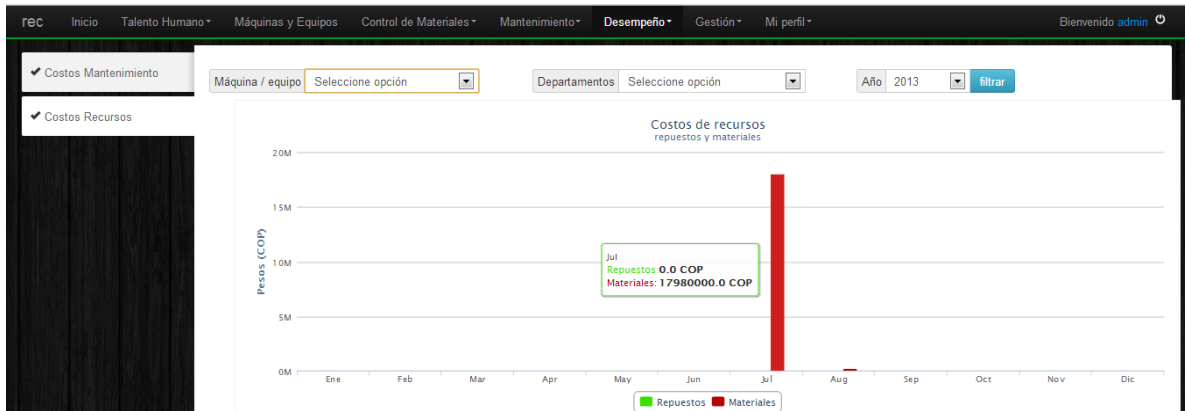 rec Inicio Talento Humano Máquinas y Equipos Control de Materiales Mantenimiento Desempeño Gestión Mi perfil Bienvenido admin
Costos Mantenimiento
Costos Recursos
Máquina / equipo Seleccione opción Departamentos Seleccione opción Año 2013 filtrar
Costos de recursos
repuestos y materiales
Pesos (COP)
20M
15M
10M
5M
0M
Jul
Repuestos: 0.0 COP
Materiales: 17980000.0 COP
Ene Feb Mar Apr May Jun Jul Aug Sep Oct Nov Dic
Repuestos Materiales